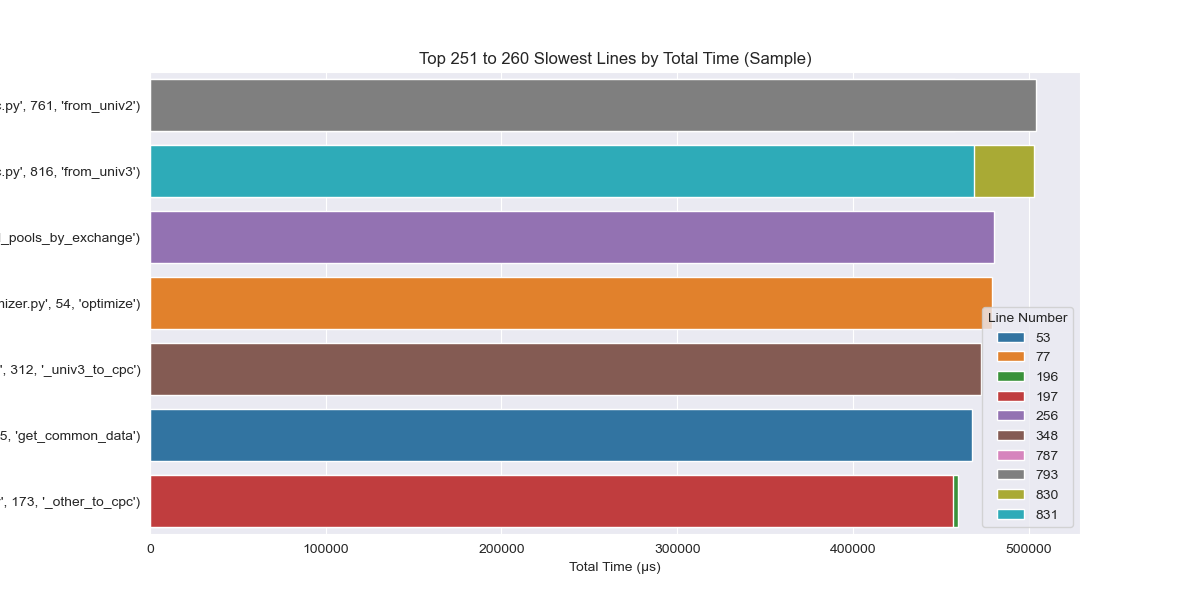 Top 251 to 260 Slowest Lines by Total Time (Sample)
.py', 761, 'from_univ2')
.py', 816, 'from_univ3')
_pools_by_exchange')
nizer.py', 54, 'optimize')
', 312, '_univ3_to_cpc')
5, 'get_common_data')
', 173, '_other_to_cpc')
Line Number
53
77
196
197
256
348
787
793
830
831
0 100000 200000 300000 400000 500000
Total Time (µs)